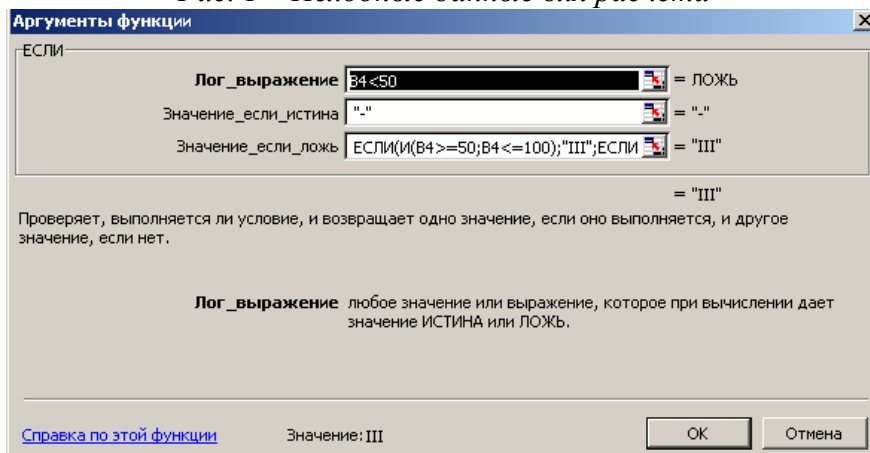 Аргументы функции
ЕСЛИ
Лог_выражение B4<50 = ЛОЖЬ
Значение_если_истина "-" = "-"
Значение_если_ложь ЕСЛИ(И(B4>=50;B4<=100);"III";ЕСЛИ = "III"
= "III"
Проверяет, выполняется ли условие, и возвращает одно значение, если оно выполняется, и другое
значение, если нет.
Лог_выражение любое значение или выражение, которое при вычислении дает
значение ИСТИНА или ЛОЖЬ.
Справка по этой функции Значение:III ОК Отмена